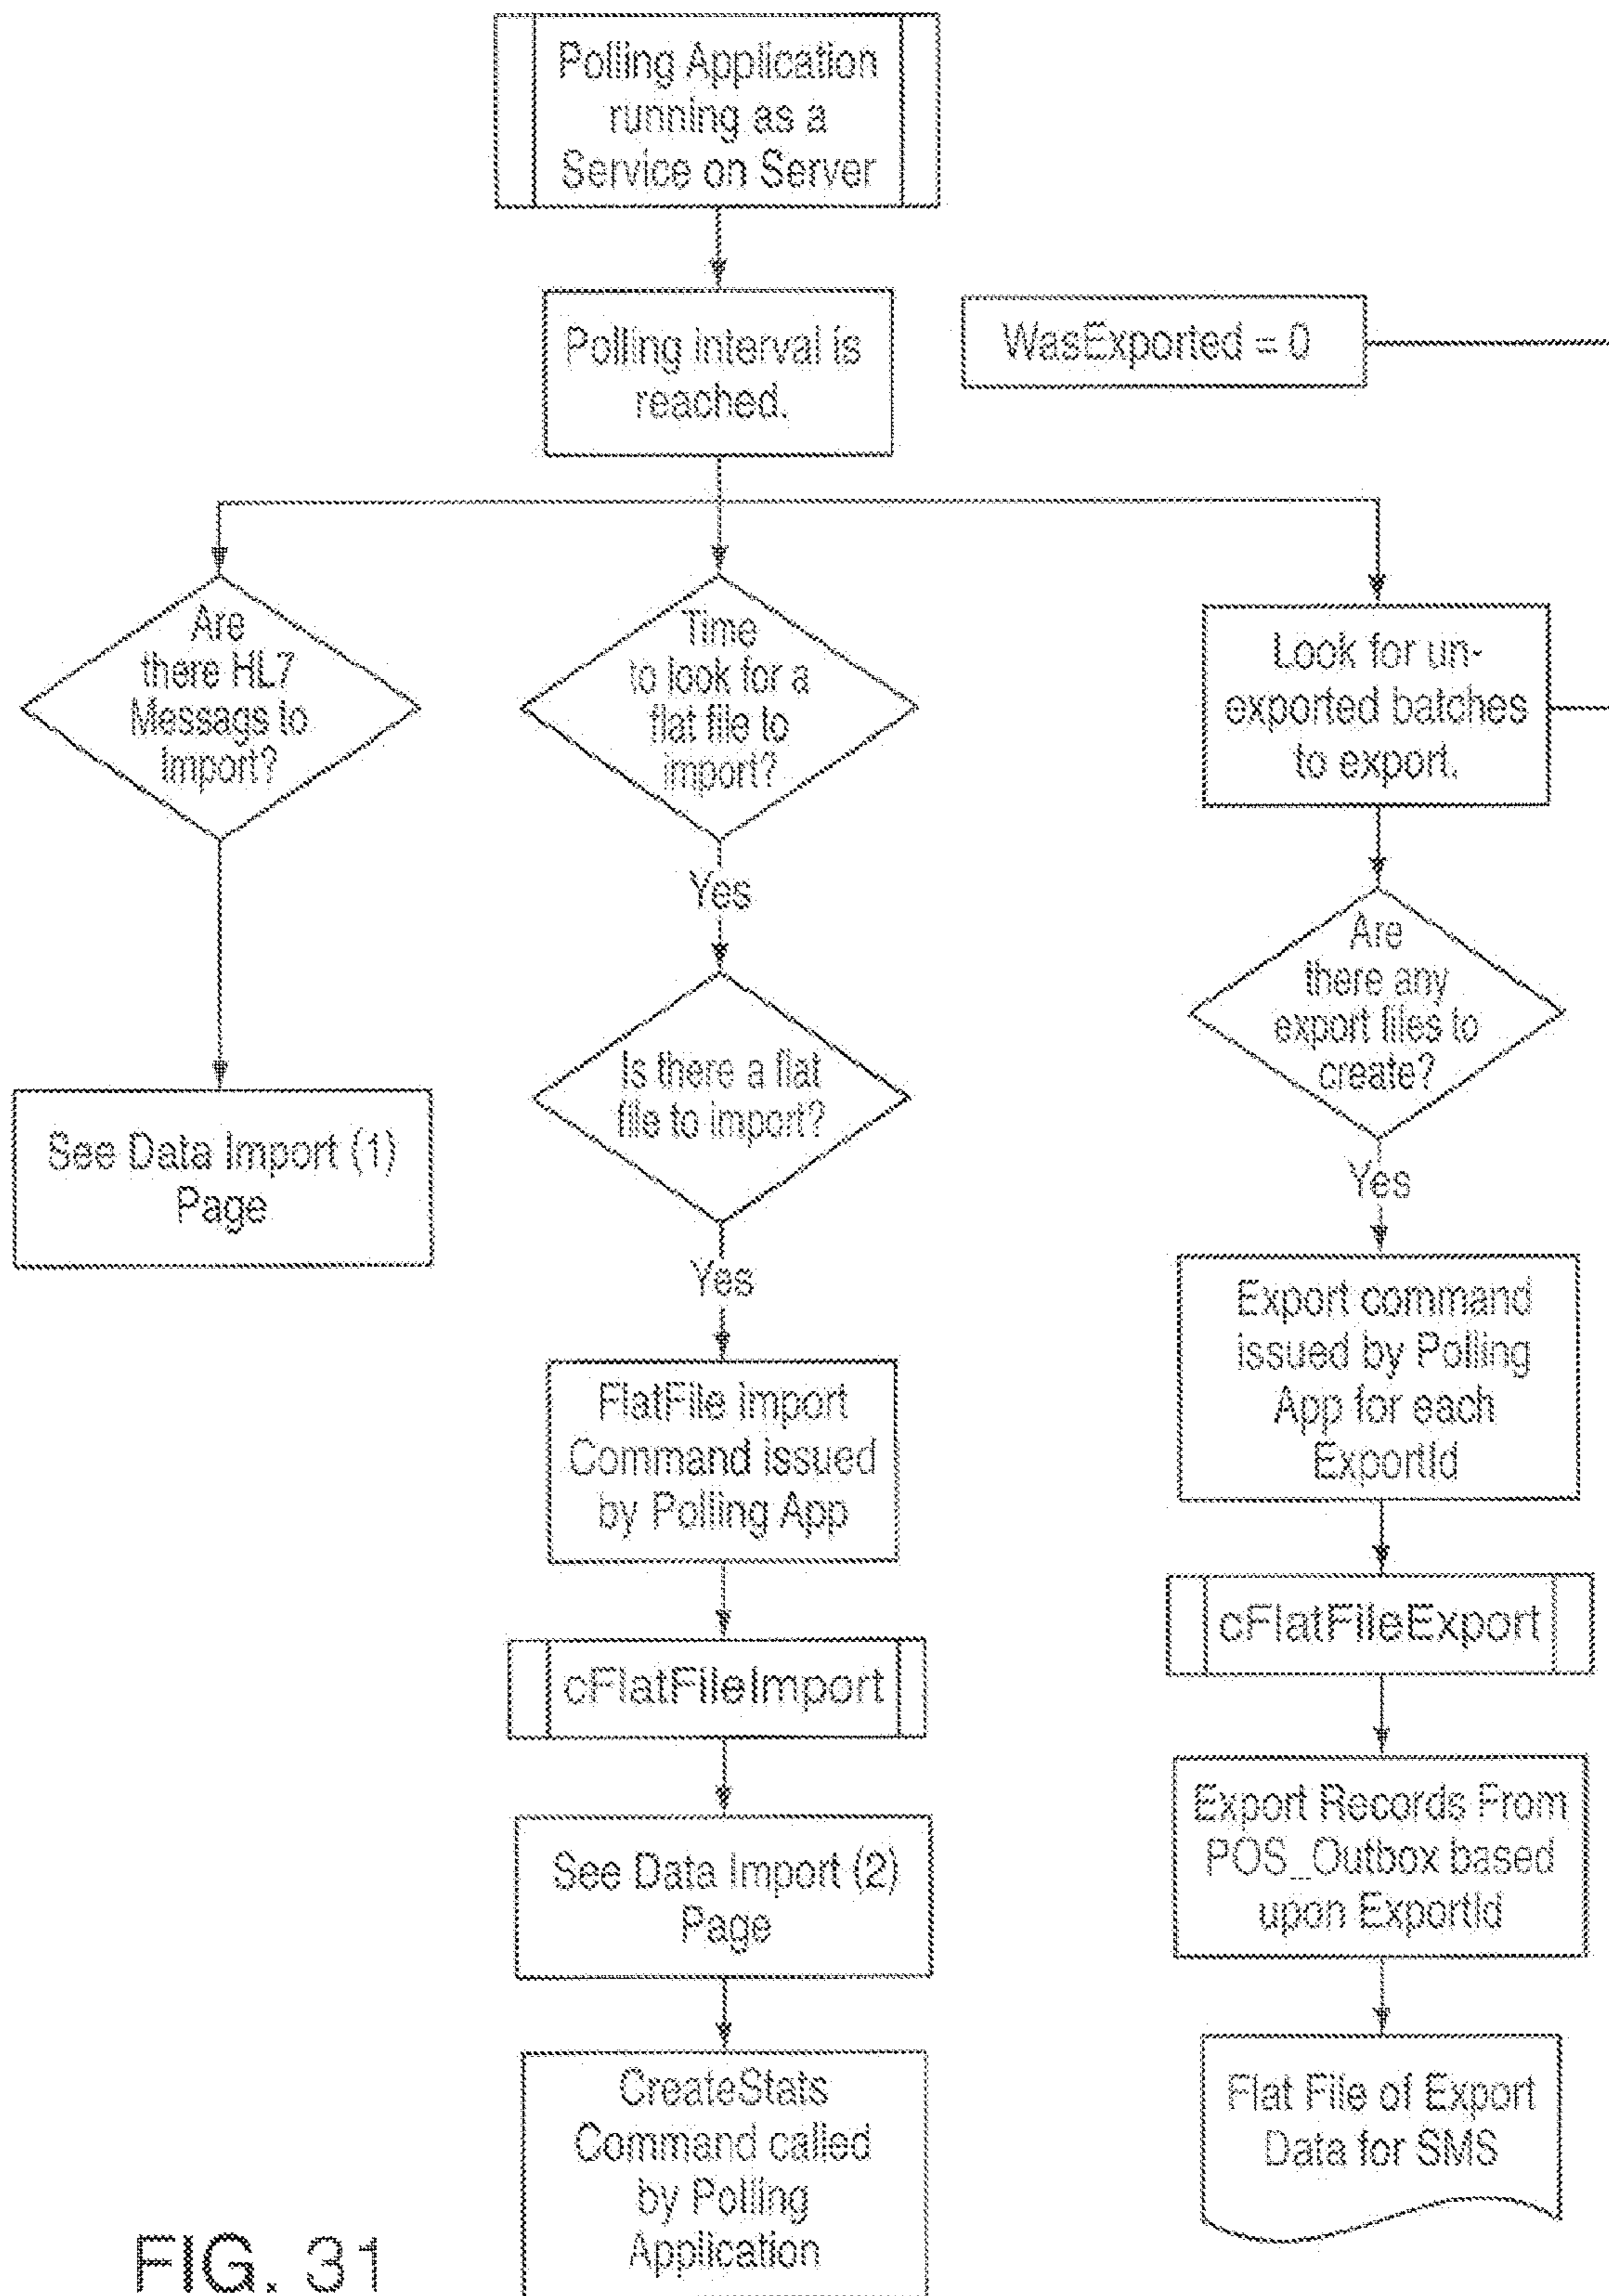 Polling Application
running as a
Service on Server
Polling interval is
reached.
WasExported = 0
Are
there HL7
Messags to
import?
Time
to look for a
flat file to
import?
Look for un-
exported batches
to export.
Yes
Are
there any
export files to
create?
Is there a flat
file to import?
See Data Import (1)
Page
Yes
Yes
Export command
issued by Polling
App for each
ExportId
FlatFile import
Command issued
by Polling App
cFlatFileExport
cFlatFileImport
Export Records From
POS_Outbox based
upon ExportId
See Data Import (2)
Page
CreateStats
Command called
by Polling
Application
Flat File of Export
Data for SMS
FIG. 31